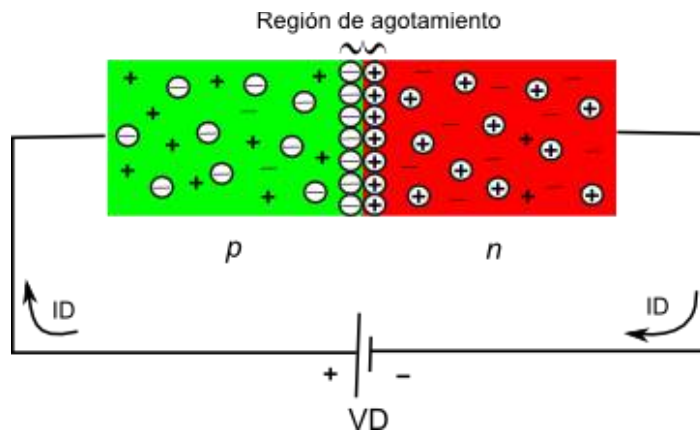 Región de agotamiento
p
n
ID
ID
+
−
VD